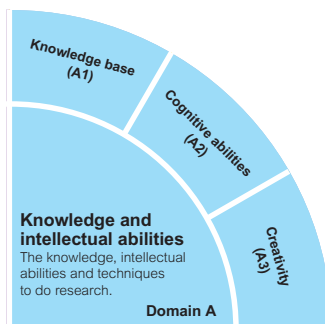 Knowledge base
(A1)
Cognitive abilities
(A2)
Creativity
(A3)
Knowledge and
intellectual abilities
The knowledge, intellectual
abilities and techniques
to do research.
Domain A